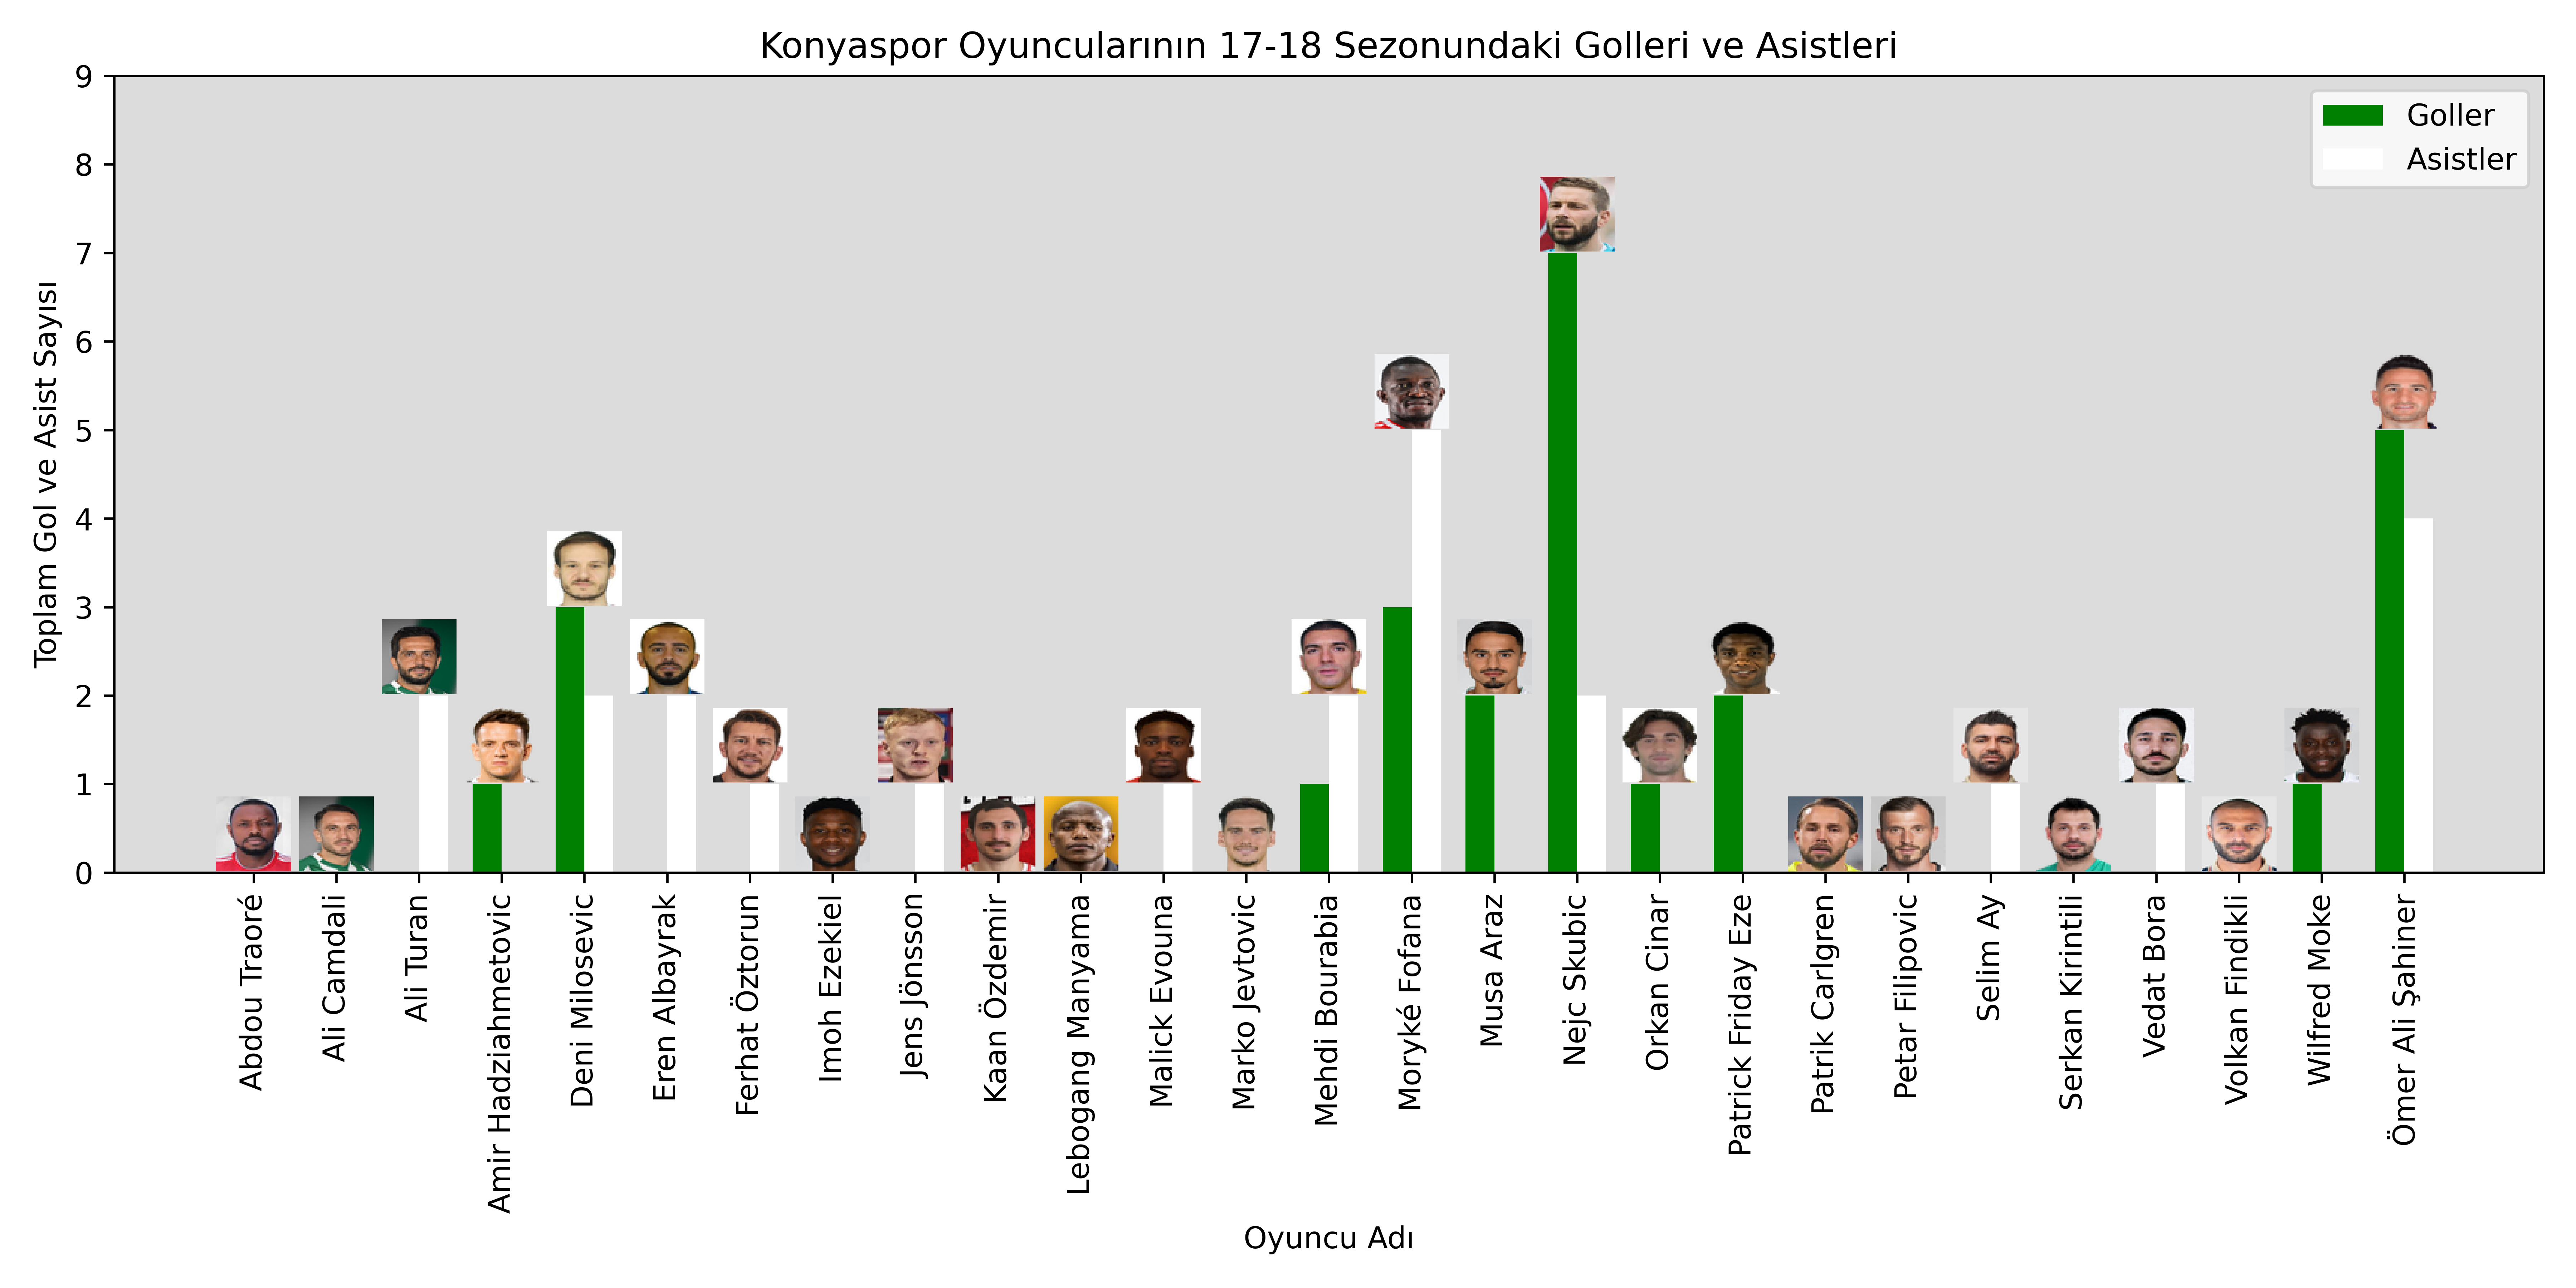 Konyaspor Oyuncularının 17-18 Sezonundaki Golleri ve Asistleri
Goller
Asistler
Toplam Gol ve Asist Sayısı
9
8
7
6
5
4
3
2
1
0
Abdou Traoré
Ali Camdali
Ali Turan
Amir Hadziahmetovic
Deni Milosevic
Eren Albayrak
Ferhat Öztorun
Imoh Ezekiel
Jens Jönsson
Kaan Özdemir
Lebogang Manyama
Malick Evouna
Marko Jevtovic
Mehdi Bourabia
Moryké Fofana
Musa Araz
Nejc Skubic
Orkan Cinar
Patrick Friday Eze
Patrik Carlgren
Petar Filipovic
Selim Ay
Serkan Kirintili
Vedat Bora
Volkan Findikli
Wilfred Moke
Ömer Ali Şahiner
Oyuncu Adı